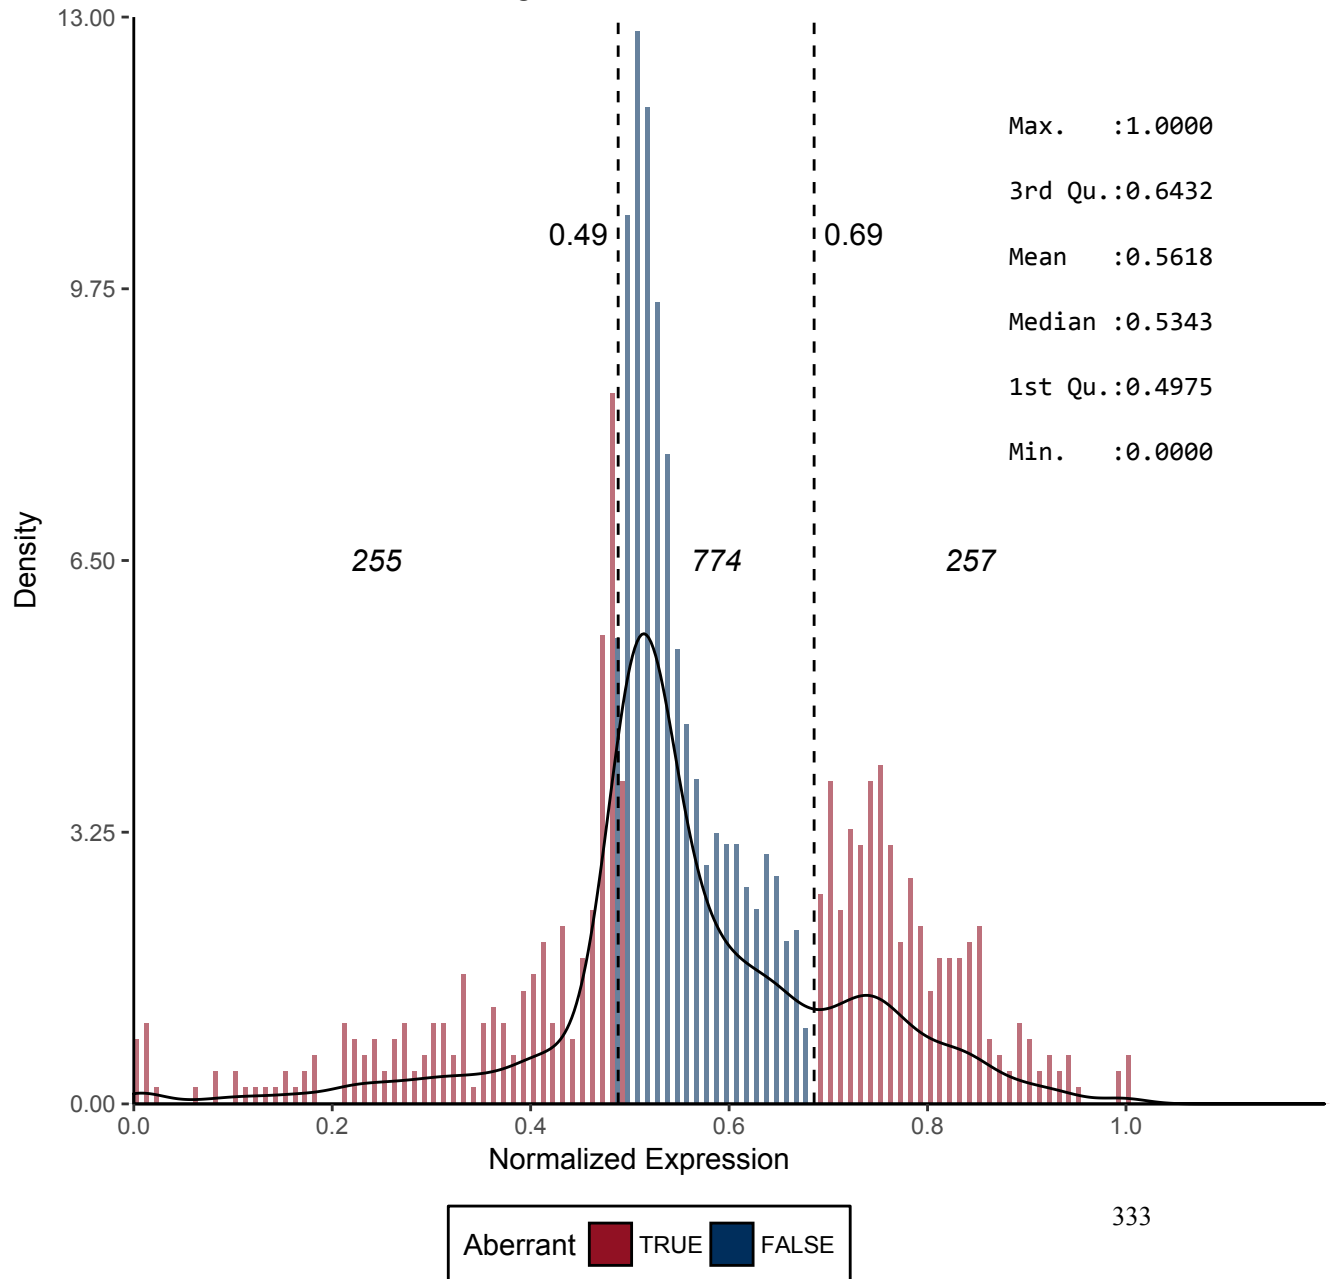 13.00
Max. :1.0000
3rd Qu.:0.6432
0.49
0.69
Mean :0.5618
9.75
Median :0.5343
1st Qu.:0.4975
Min. :0.0000
Density
6.50
255
774
257
3.25
0.00
0.0 0.2 0.4 0.6 0.8 1.0
Normalized Expression
333
Aberrant TRUE FALSE